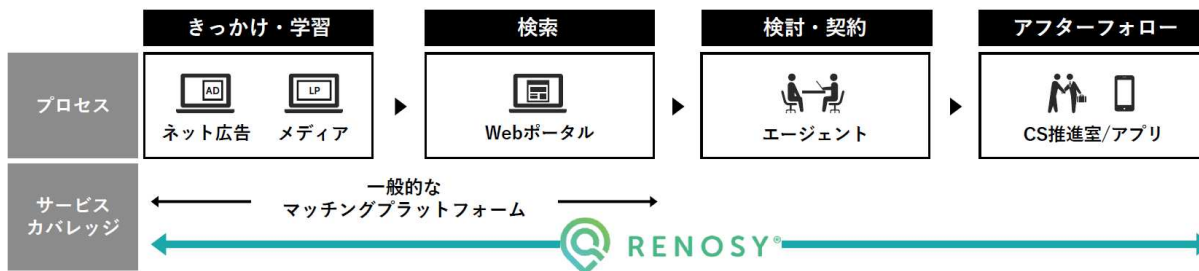 きっかけ・学習
検索
検討・契約
アフターフォロー
プロセス
AD
LP
ネット広告
メディア
Webポータル
エージェント
CS推進室/アプリ
サービス
カバレッジ
一般的な
マッチングプラットフォーム
RENOSY®